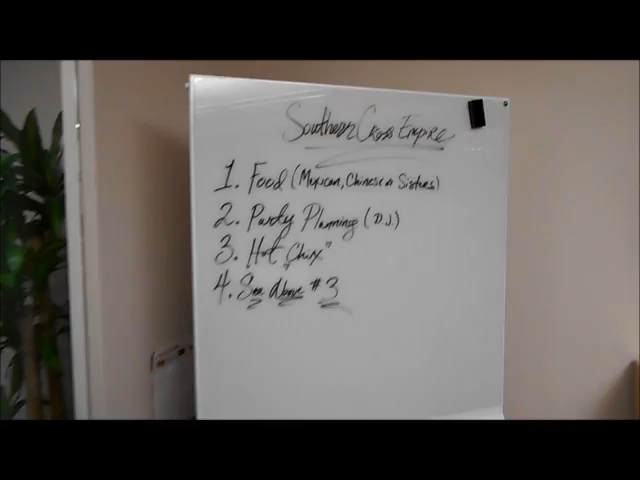 Southern Cross Empire
1. Food (Mexican, Chinese n Sisters)
2. Party Planning (D.J.)
3. Hot Chix"
4. See Above #3